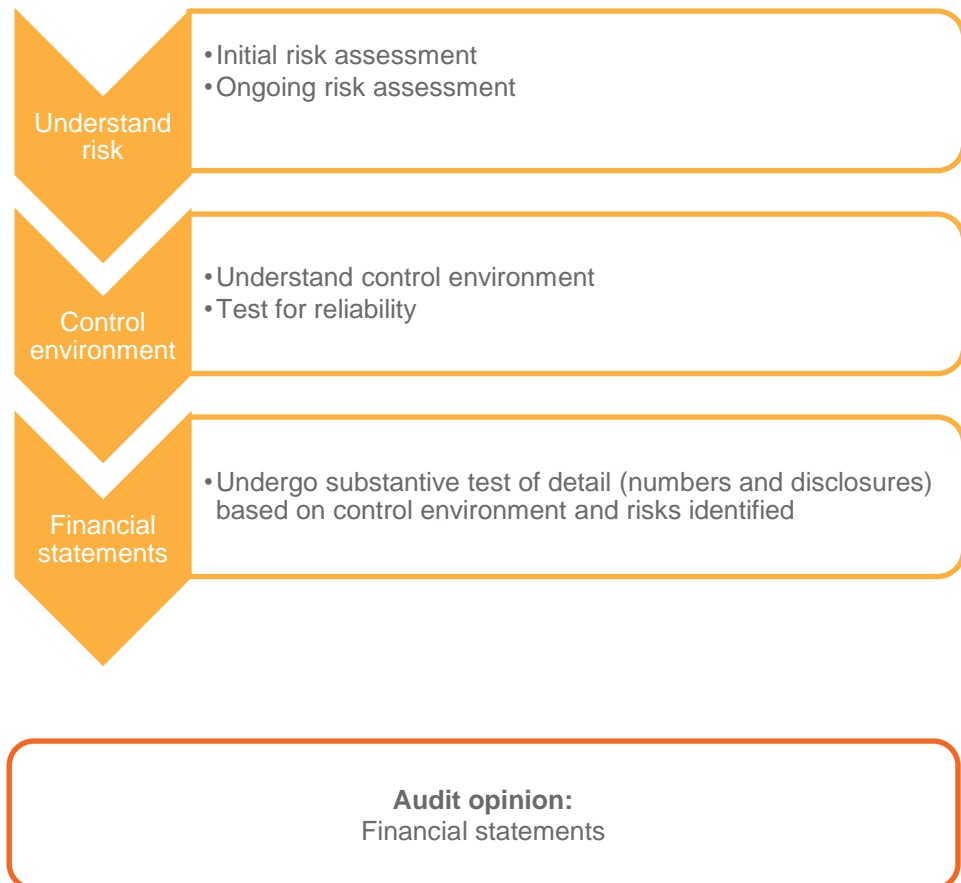 Understand
risk
•Initial risk assessment
•Ongoing risk assessment
Control
environment
•Understand control environment
•Test for reliability
Financial
statements
•Undergo substantive test of detail (numbers and disclosures)
based on control environment and risks identified
Audit opinion:
Financial statements